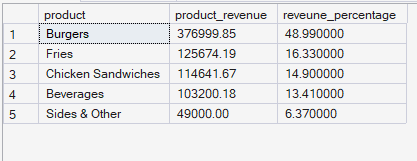 product product_revenue reveune_percentage
1 Burgers 376999.85 48.990000
2 Fries 125674.19 16.330000
3 Chicken Sandwiches 114641.67 14.900000
4 Beverages 103200.18 13.410000
5 Sides & Other 49000.00 6.370000